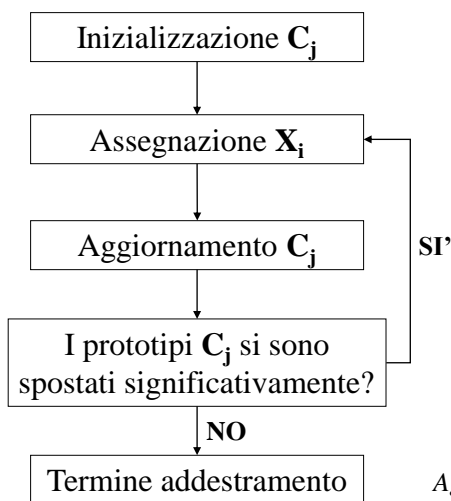 Inizializzazione Cj
Assegnazione Xi
Aggiornamento Cj
SI'
I prototipi Cj si sono
spostati significativamente?
NO
Termine addestramento